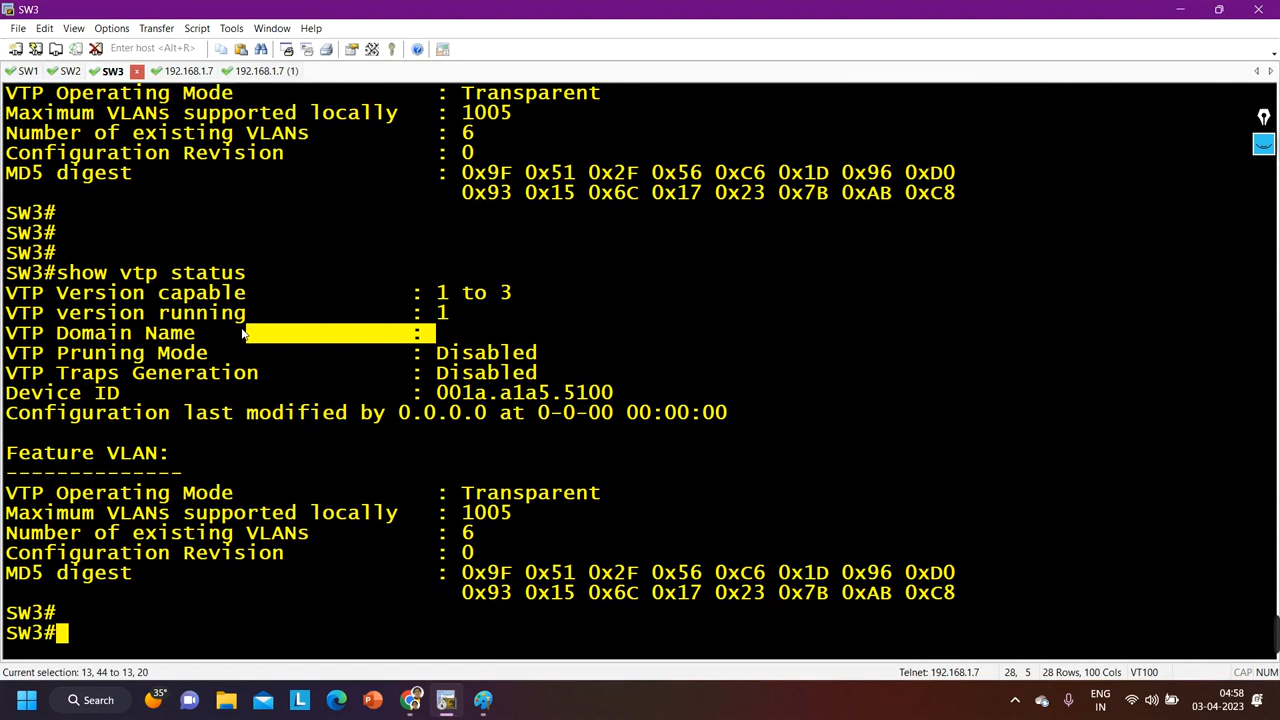 SW3
File Edit View Options Transfer Script Tools Window Help
Enter host <Alt+R>
SW1 SW2 SW3 x 192.168.1.7 192.168.1.7 (1)
VTP Operating Mode : Transparent
Maximum VLANs supported locally : 1005
Number of existing VLANs : 6
Configuration Revision : 0
MD5 digest : 0x9F 0x51 0x2F 0x56 0xC6 0x1D 0x96 0xD0
0x93 0x15 0x6C 0x17 0x23 0x7B 0xAB 0xC8
SW3#
SW3#
SW3#
SW3#show vtp status
VTP Version capable : 1 to 3
VTP version running : 1
VTP Domain Name :
VTP Pruning Mode : Disabled
VTP Traps Generation : Disabled
Device ID : 001a.a1a5.5100
Configuration last modified by 0.0.0.0 at 0-0-00 00:00:00
Feature VLAN:
--------------
VTP Operating Mode : Transparent
Maximum VLANs supported locally : 1005
Number of existing VLANs : 6
Configuration Revision : 0
MD5 digest : 0x9F 0x51 0x2F 0x56 0xC6 0x1D 0x96 0xD0
0x93 0x15 0x6C 0x17 0x23 0x7B 0xAB 0xC8
SW3#
SW3#
Current selection: 13, 44 to 13, 20 Telnet: 192.168.1.7 28, 5 28 Rows, 100 Cols VT100 CAP NUM
Search 35° L ENG IN 04:58 03-04-2023